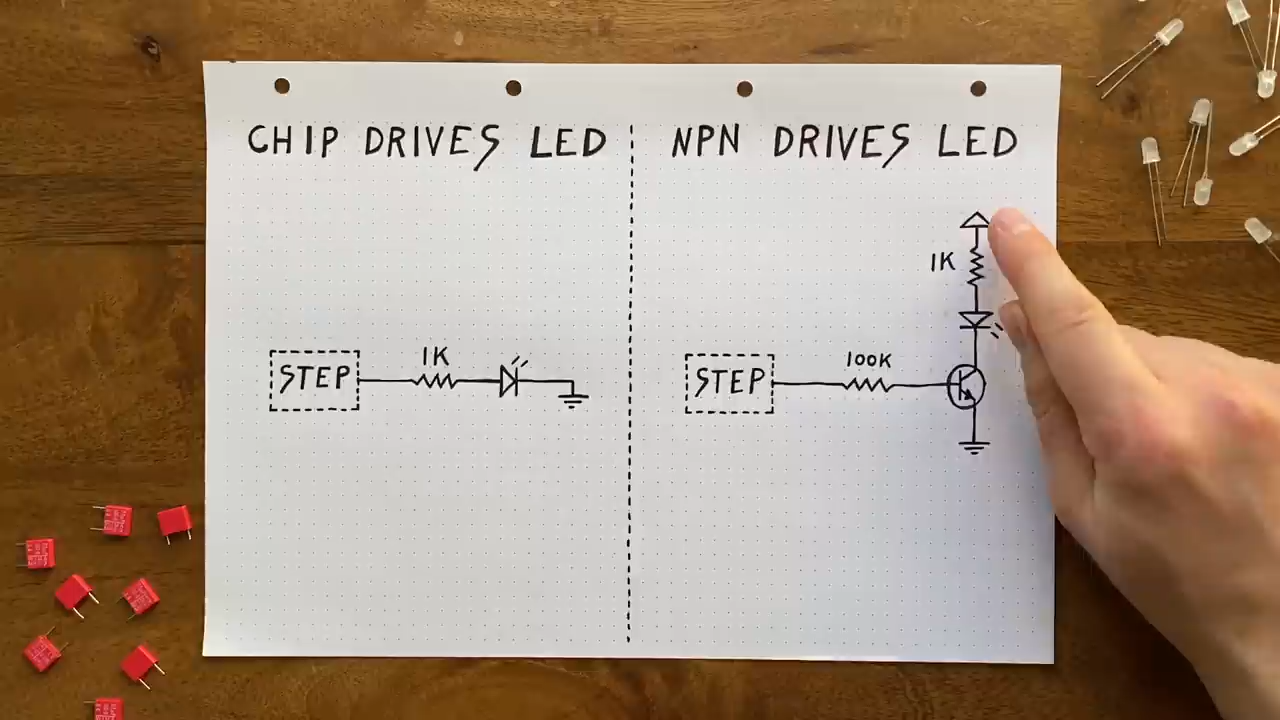 CHIP DRIVES LED
NPN DRIVES LED
1K
STEP
1K
STEP
100K